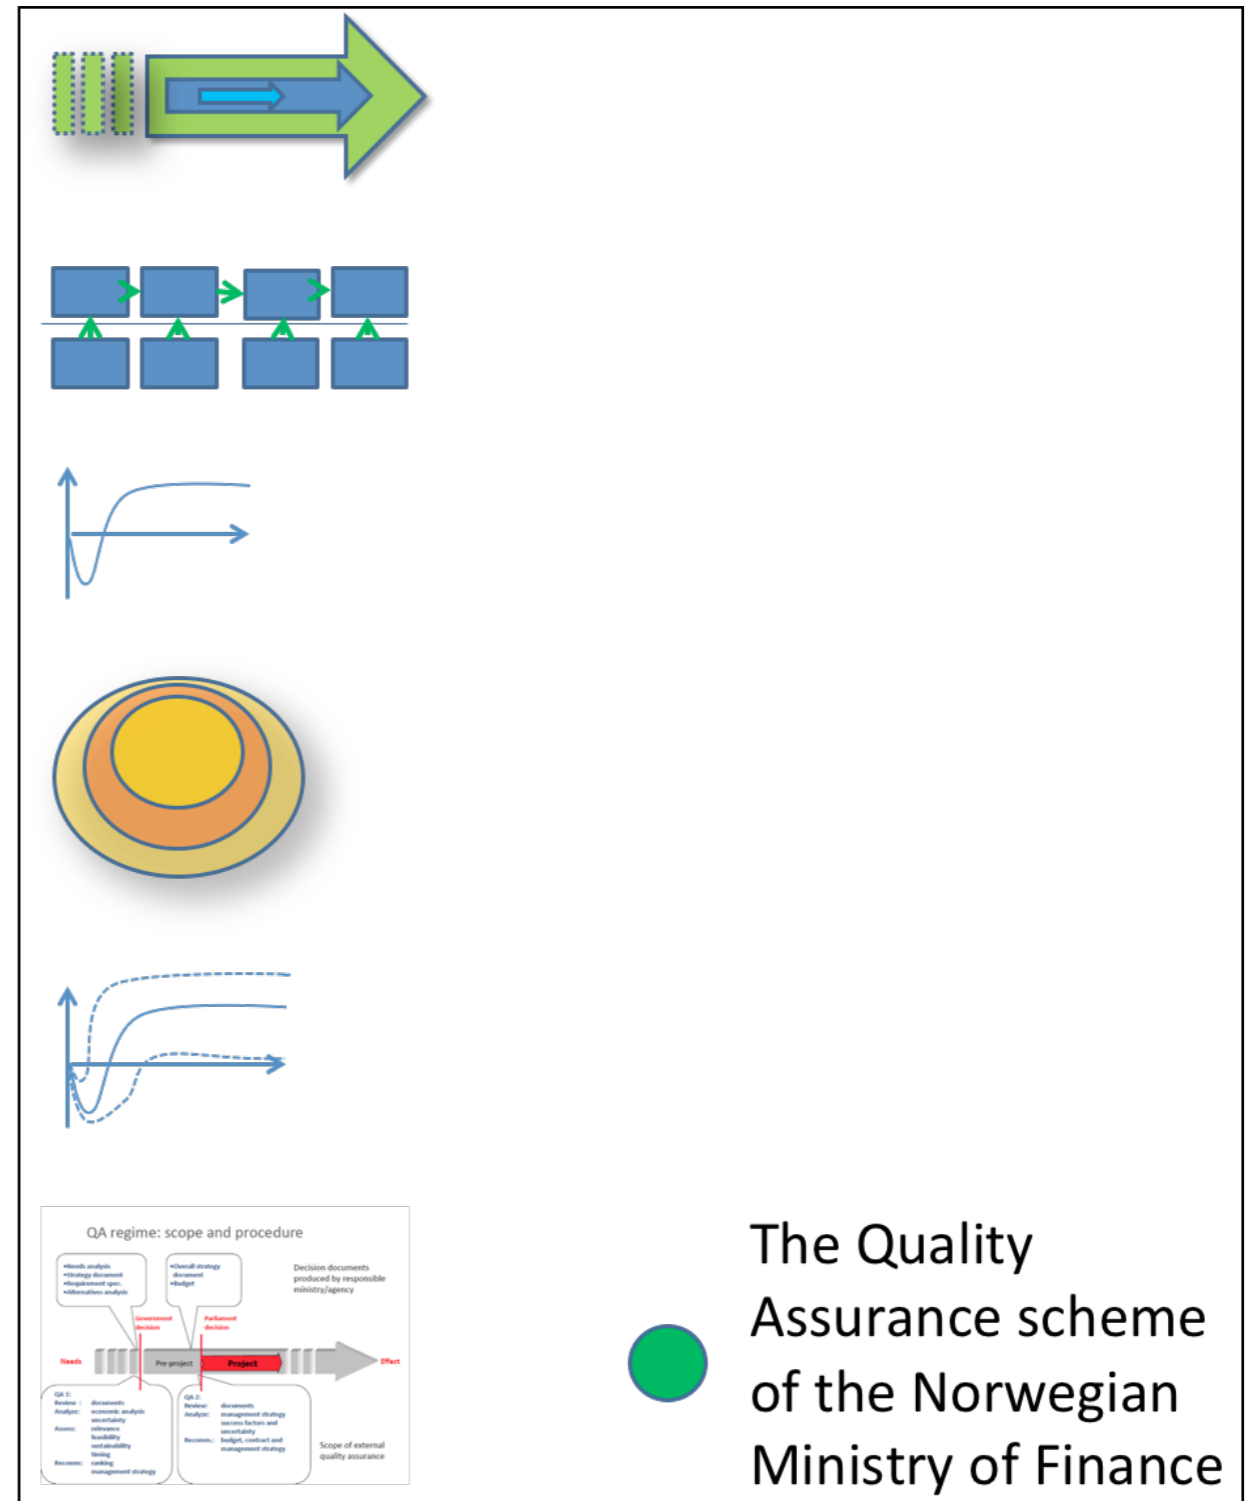 QA regime: scope and procedure
•Needs analysis
•Strategy document
•Requirement spec.
•Alternatives analysis
•Overall strategy
document
•Budget
Decision documents
produced by responsible
ministry/agency
Government
decision
Parliament
decision
Needs
Pre-project
Project
Effect
QA 1:
Review : documents
Analyze: economic analysis
uncertainty
Assess: relevance
feasibility
sustainability
timing
Recomm: ranking
management strategy
QA 2:
Review: documents
Analyze: management strategy
success factors and
uncertainty
Recomm.: budget, contract and
management strategy
Scope of external
quality assurance
The Quality
Assurance scheme
of the Norwegian
Ministry of Finance